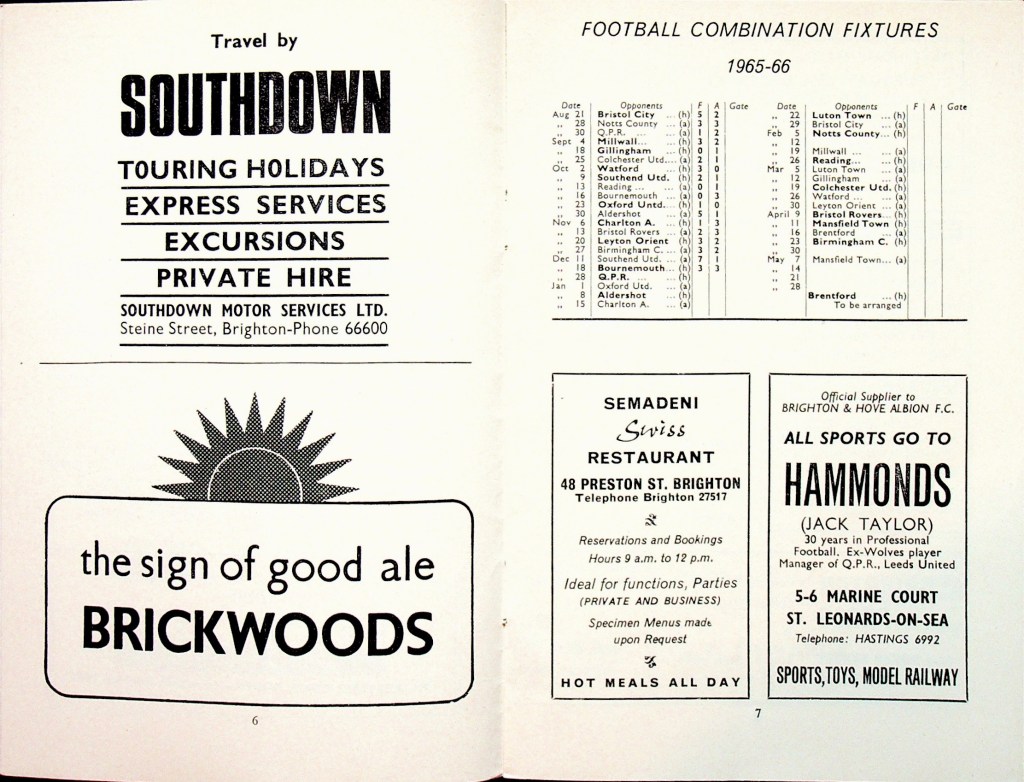 Travel by
SOUTHDOWN
TOURING HOLIDAYS
EXPRESS SERVICES
EXCURSIONS
PRIVATE HIRE
SOUTHDOWN MOTOR SERVICES LTD.
Steine Street, Brighton-Phone 66600
the sign of good ale
BRICKWOODS
6
FOOTBALL COMBINATION FIXTURES
1965-66
Date Opponents F A Gate
Aug 21 Bristol City ... (h) 5 2
,, 28 Notts County ... (a) 3 3
,, 30 Q.P.R. ... (a) 1 2
Sept 4 Millwall... ... (h) 3 2
,, 18 Gillingham ... (h) 0 1
,, 25 Colchester Utd.... (a) 2 1
Oct 2 Watford ... (h) 3 0
,, 9 Southend Utd. (h) 2 1
,, 13 Reading ... ... (a) 0 1
,, 16 Bournemouth ... (a) 0 3
,, 23 Oxford Untd.... (h) 1 0
,, 30 Aldershot ... (a) 5 1
Nov 6 Charlton A. ... (h) 1 3
,, 13 Bristol Rovers ... (a) 2 3
,, 20 Leyton Orient (h) 3 2
,, 27 Birmingham C. ... (a) 3 2
Dec 11 Southend Utd. ... (a) 7 1
,, 18 Bournemouth... (h) 3 3
,, 28 Q.P.R. ... ... (h)
Jan 1 Oxford Utd. ... (a)
,, 8 Aldershot ... (h)
,, 15 Charlton A. ... (a)
Date Opponents F A Gate
,, 22 Luton Town ... (h)
,, 29 Bristol City ... (a)
Feb 5 Notts County... (h)
,, 12
,, 19 Millwall ... ... (a)
,, 26 Reading... ... (h)
Mar 5 Luton Town ... (a)
,, 12 Gillingham ... (a)
,, 19 Colchester Utd. (h)
,, 26 Watford ... ... (a)
,, 30 Leyton Orient ... (a)
April 9 Bristol Rovers... (h)
,, 11 Mansfield Town (h)
,, 16 Brentford ... (a)
,, 23 Birmingham C. (h)
,, 30
May 7 Mansfield Town... (a)
,, 14
,, 21
,, 28
Brentford ... (h)
To be arranged
SEMADENI
Swiss
RESTAURANT
48 PRESTON ST. BRIGHTON
Telephone Brighton 27517
Reservations and Bookings
Hours 9 a.m. to 12 p.m.
Ideal for functions, Parties
(PRIVATE AND BUSINESS)
Specimen Menus made
upon Request
HOT MEALS ALL DAY
Official Supplier to
BRIGHTON & HOVE ALBION F.C.
ALL SPORTS GO TO
HAMMONDS
(JACK TAYLOR)
30 years in Professional
Football. Ex-Wolves player
Manager of Q.P.R., Leeds United
5-6 MARINE COURT
ST. LEONARDS-ON-SEA
Telephone: HASTINGS 6992
SPORTS, TOYS, MODEL RAILWAY
7